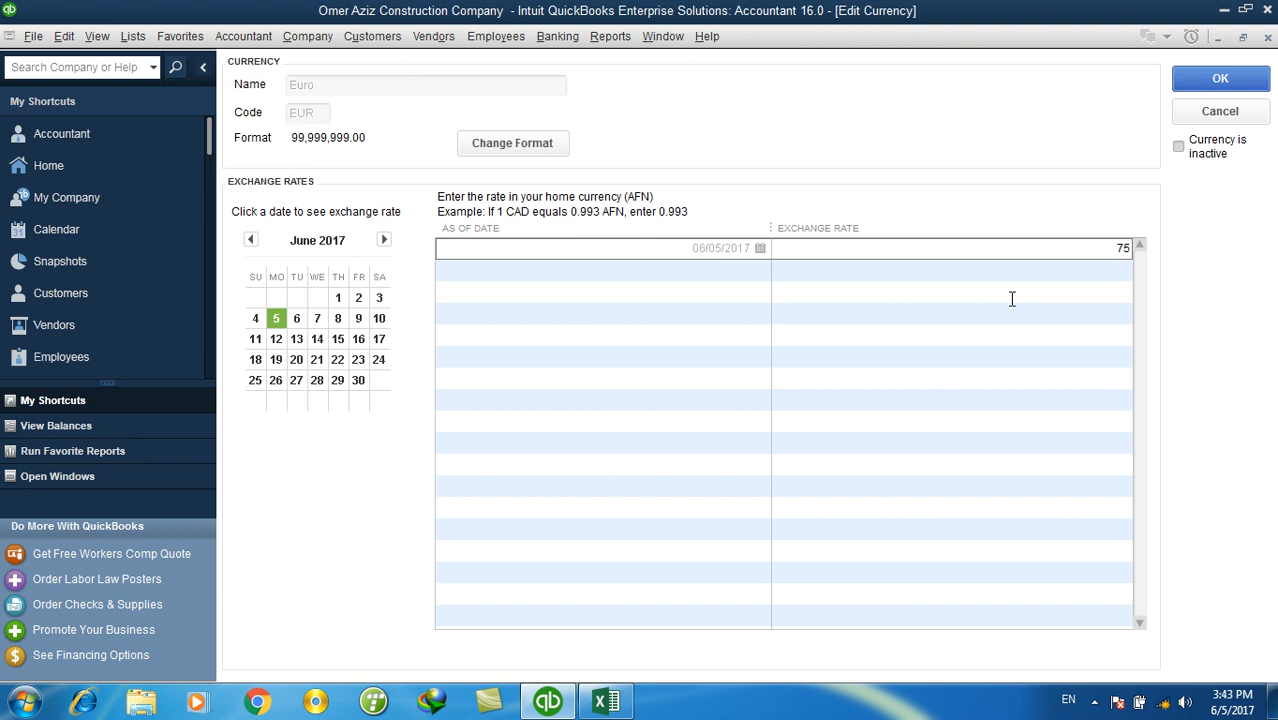 Omer Aziz Construction Company - Intuit QuickBooks Enterprise Solutions: Accountant 16.0 - [Edit Currency]
File Edit View Lists Favorites Accountant Company Customers Vendors Employees Banking Reports Window Help
Search Company or Help
My Shortcuts
Accountant
Home
My Company
Calendar
Snapshots
Customers
Vendors
Employees
My Shortcuts
View Balances
Run Favorite Reports
Open Windows
Do More With QuickBooks
Get Free Workers Comp Quote
Order Labor Law Posters
Order Checks & Supplies
Promote Your Business
See Financing Options
CURRENCY
Name Euro
Code EUR
Format 99,999,999.00
Change Format
OK
Cancel
Currency is
inactive
EXCHANGE RATES
Click a date to see exchange rate
June 2017
SU MO TU WE TH FR SA
1 2 3
4 5 6 7 8 9 10
11 12 13 14 15 16 17
18 19 20 21 22 23 24
25 26 27 28 29 30
Enter the rate in your home currency (AFN)
Example: If 1 CAD equals 0.993 AFN, enter 0.993
AS OF DATE EXCHANGE RATE
06/05/2017 75
EN
3:43 PM
6/5/2017